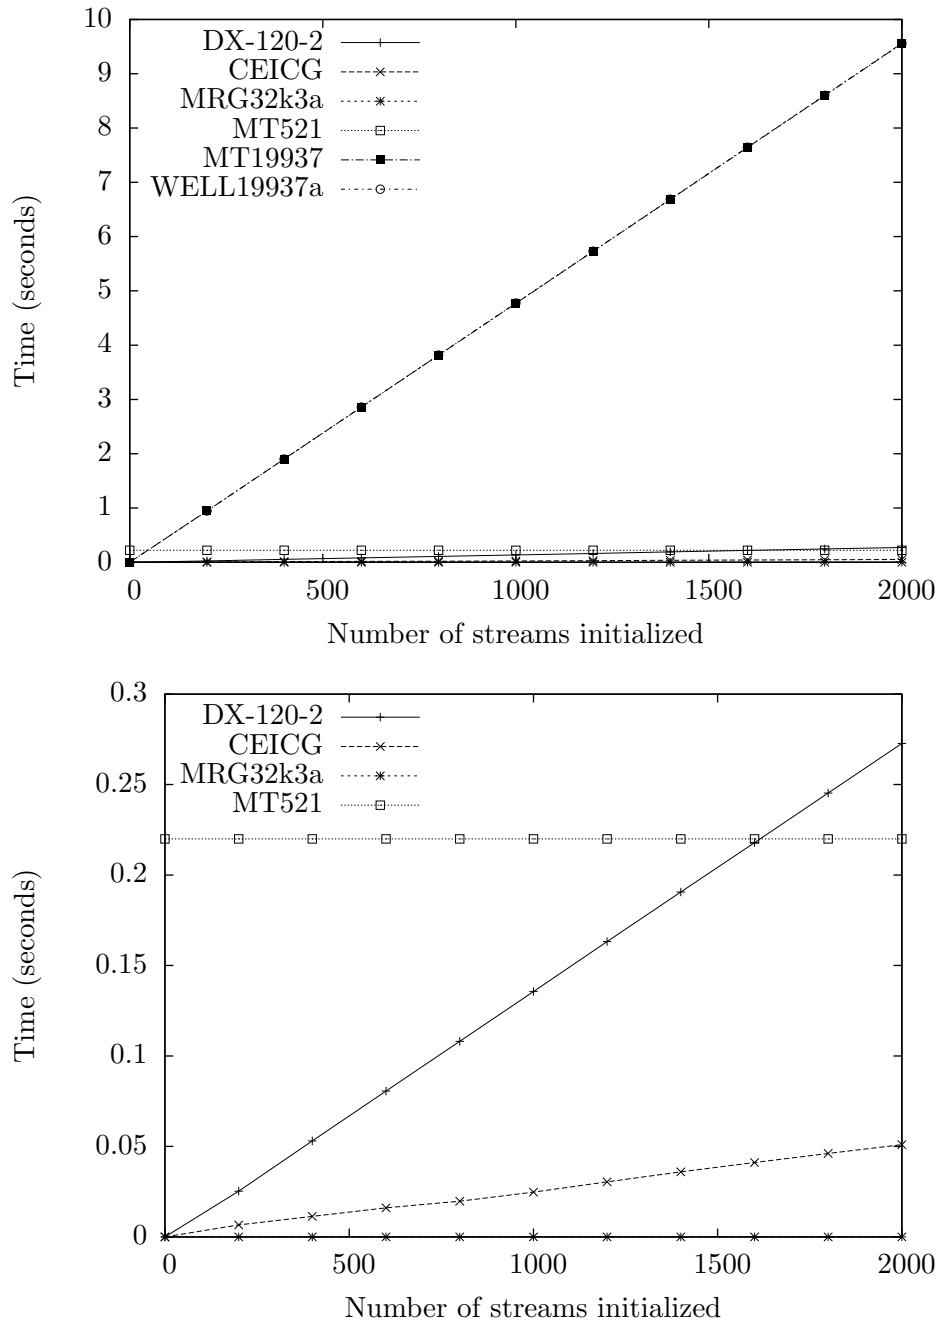 10
9
8
7
6
5
4
3
2
1
0
0 500 1000 1500 2000
Time (seconds)
Number of streams initialized
DX-120-2
CEICG
MRG32k3a
MT521
MT19937
WELL19937a
0.3
0.25
0.2
0.15
0.1
0.05
0
0 500 1000 1500 2000
Time (seconds)
Number of streams initialized
DX-120-2
CEICG
MRG32k3a
MT521